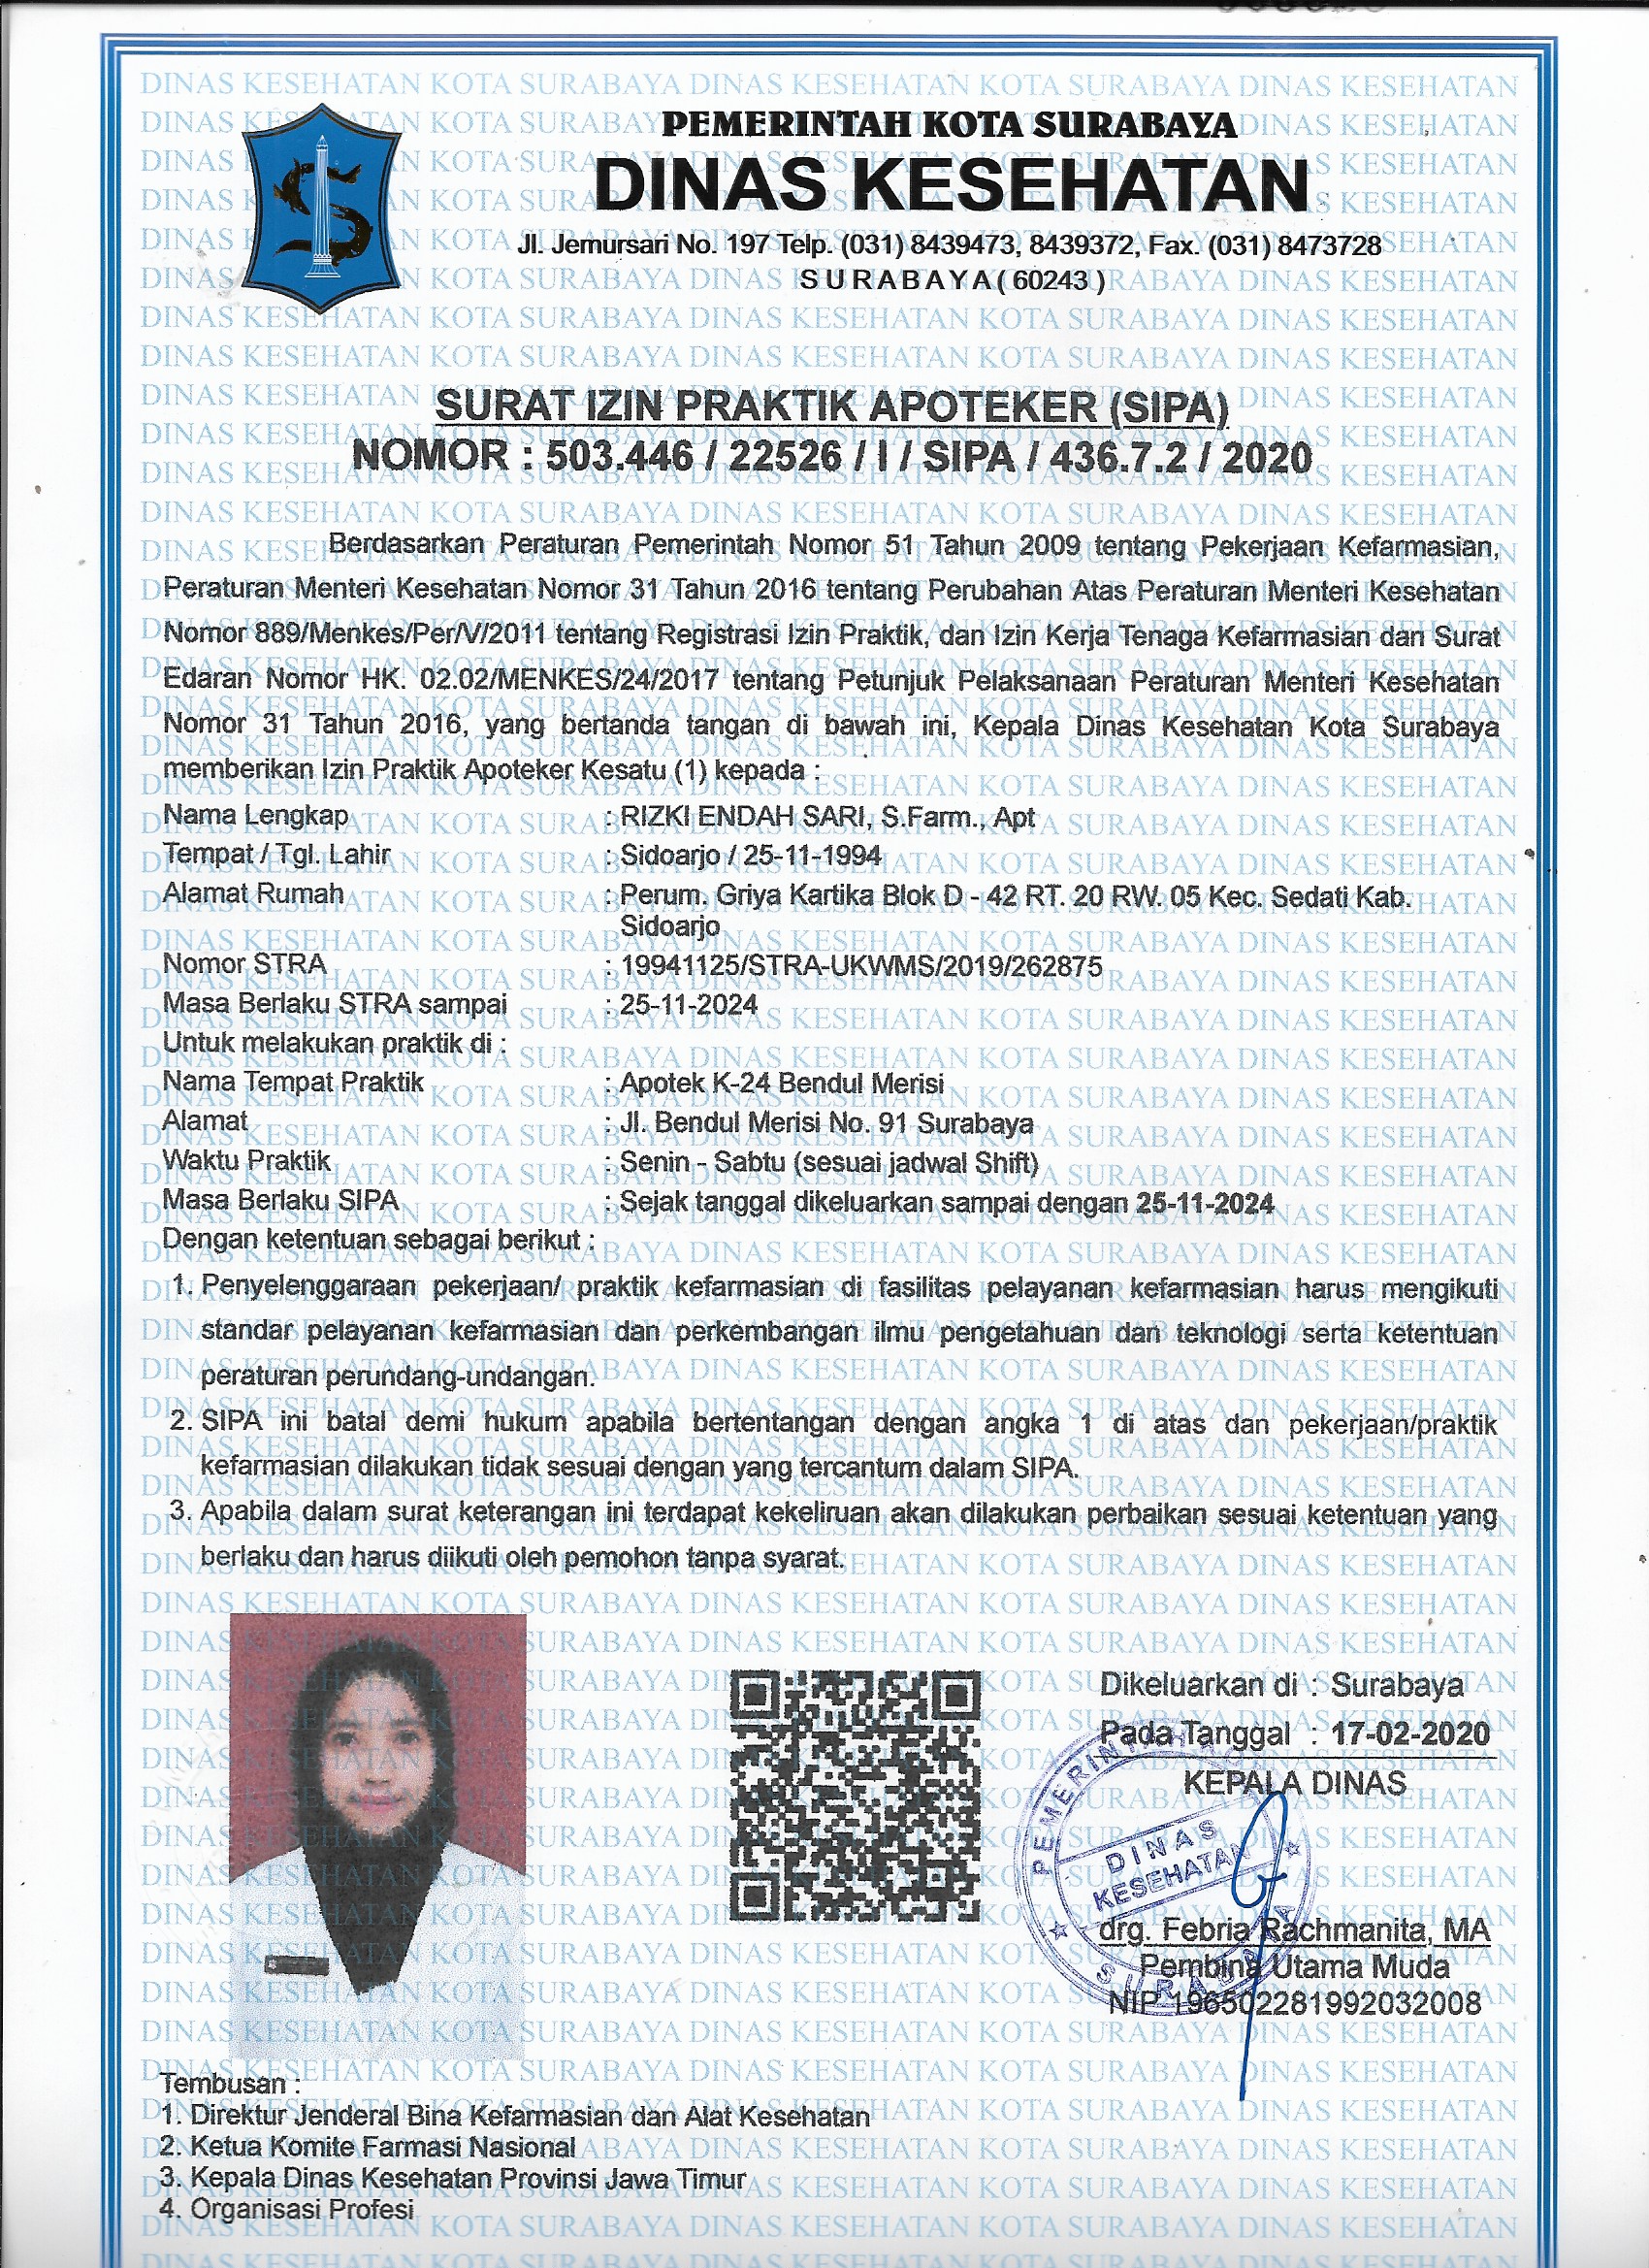 PEMERINTAH KOTA SURABAYA
DINAS KESEHATAN
Jl. Jemursari No. 197 Telp. (031) 8439473, 8439372, Fax. (031) 8473728
S U R A B A Y A ( 60243 )
SURAT IZIN PRAKTIK APOTEKER (SIPA)
NOMOR : 503.446 / 22526 / I / SIPA / 436.7.2 / 2020
Berdasarkan Peraturan Pemerintah Nomor 51 Tahun 2009 tentang Pekerjaan Kefarmasian,
Peraturan Menteri Kesehatan Nomor 31 Tahun 2016 tentang Perubahan Atas Peraturan Menteri Kesehatan
Nomor 889/Menkes/Per/V/2011 tentang Registrasi Izin Praktik, dan Izin Kerja Tenaga Kefarmasian dan Surat
Edaran Nomor HK. 02.02/MENKES/24/2017 tentang Petunjuk Pelaksanaan Peraturan Menteri Kesehatan
Nomor 31 Tahun 2016, yang bertanda tangan di bawah ini, Kepala Dinas Kesehatan Kota Surabaya
memberikan Izin Praktik Apoteker Kesatu (1) kepada :
Nama Lengkap : RIZKI ENDAH SARI, S.Farm., Apt
Tempat / Tgl. Lahir : Sidoarjo / 25-11-1994
Alamat Rumah : Perum. Griya Kartika Blok D - 42 RT. 20 RW. 05 Kec. Sedati Kab.
Sidoarjo
Nomor STRA : 19941125/STRA-UKWMS/2019/262875
Masa Berlaku STRA sampai : 25-11-2024
Untuk melakukan praktik di :
Nama Tempat Praktik : Apotek K-24 Bendul Merisi
Alamat : Jl. Bendul Merisi No. 91 Surabaya
Waktu Praktik : Senin - Sabtu (sesuai jadwal Shift)
Masa Berlaku SIPA : Sejak tanggal dikeluarkan sampai dengan 25-11-2024
Dengan ketentuan sebagai berikut :
1. Penyelenggaraan pekerjaan/ praktik kefarmasian di fasilitas pelayanan kefarmasian harus mengikuti
standar pelayanan kefarmasian dan perkembangan ilmu pengetahuan dan teknologi serta ketentuan
peraturan perundang-undangan.
2. SIPA ini batal demi hukum apabila bertentangan dengan angka 1 di atas dan pekerjaan/praktik
kefarmasian dilakukan tidak sesuai dengan yang tercantum dalam SIPA.
3. Apabila dalam surat keterangan ini terdapat kekeliruan akan dilakukan perbaikan sesuai ketentuan yang
berlaku dan harus diikuti oleh pemohon tanpa syarat.
Dikeluarkan di : Surabaya
Pada Tanggal : 17-02-2020
KEPALA DINAS
PEMERINTAH
DINAS
KESEHATAN
SURABAYA
drg. Febria Rachmanita, MA
Pembina Utama Muda
NIP. 196502281992032008
Tembusan :
1. Direktur Jenderal Bina Kefarmasian dan Alat Kesehatan
2. Ketua Komite Farmasi Nasional
3. Kepala Dinas Kesehatan Provinsi Jawa Timur
4. Organisasi Profesi